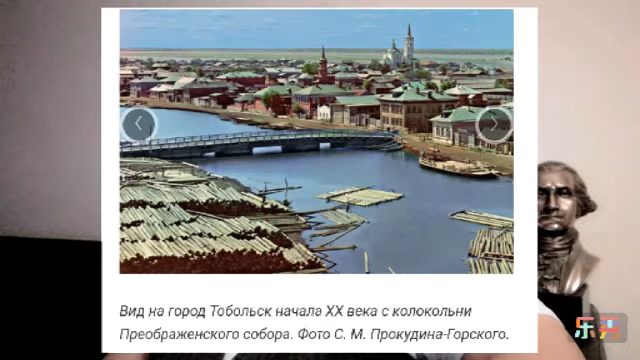 Вид на город Тобольск начала XX века с колокольни
Преображенского собора. Фото С. М. Прокудина-Горского.